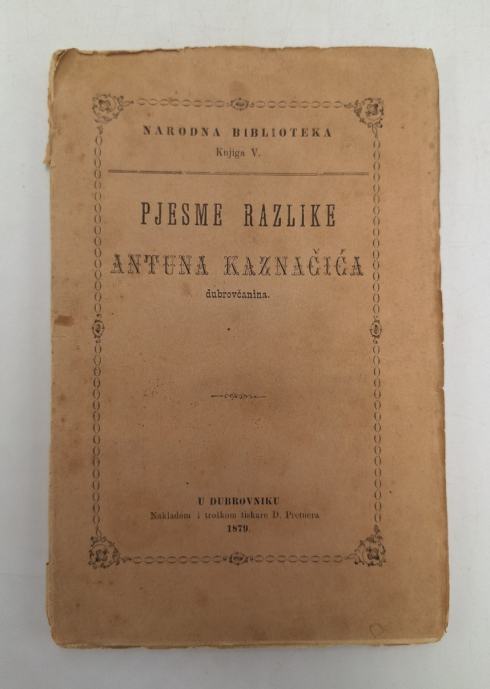 NARODNA BIBLIOTEKA
Knjiga V.
PJESME RAZLIKE
ANTUNA KAZNAČIĆA
dubrovčanina.
U DUBROVNIKU
Nakladom i troškom tiskare D. Pretnera
1879.